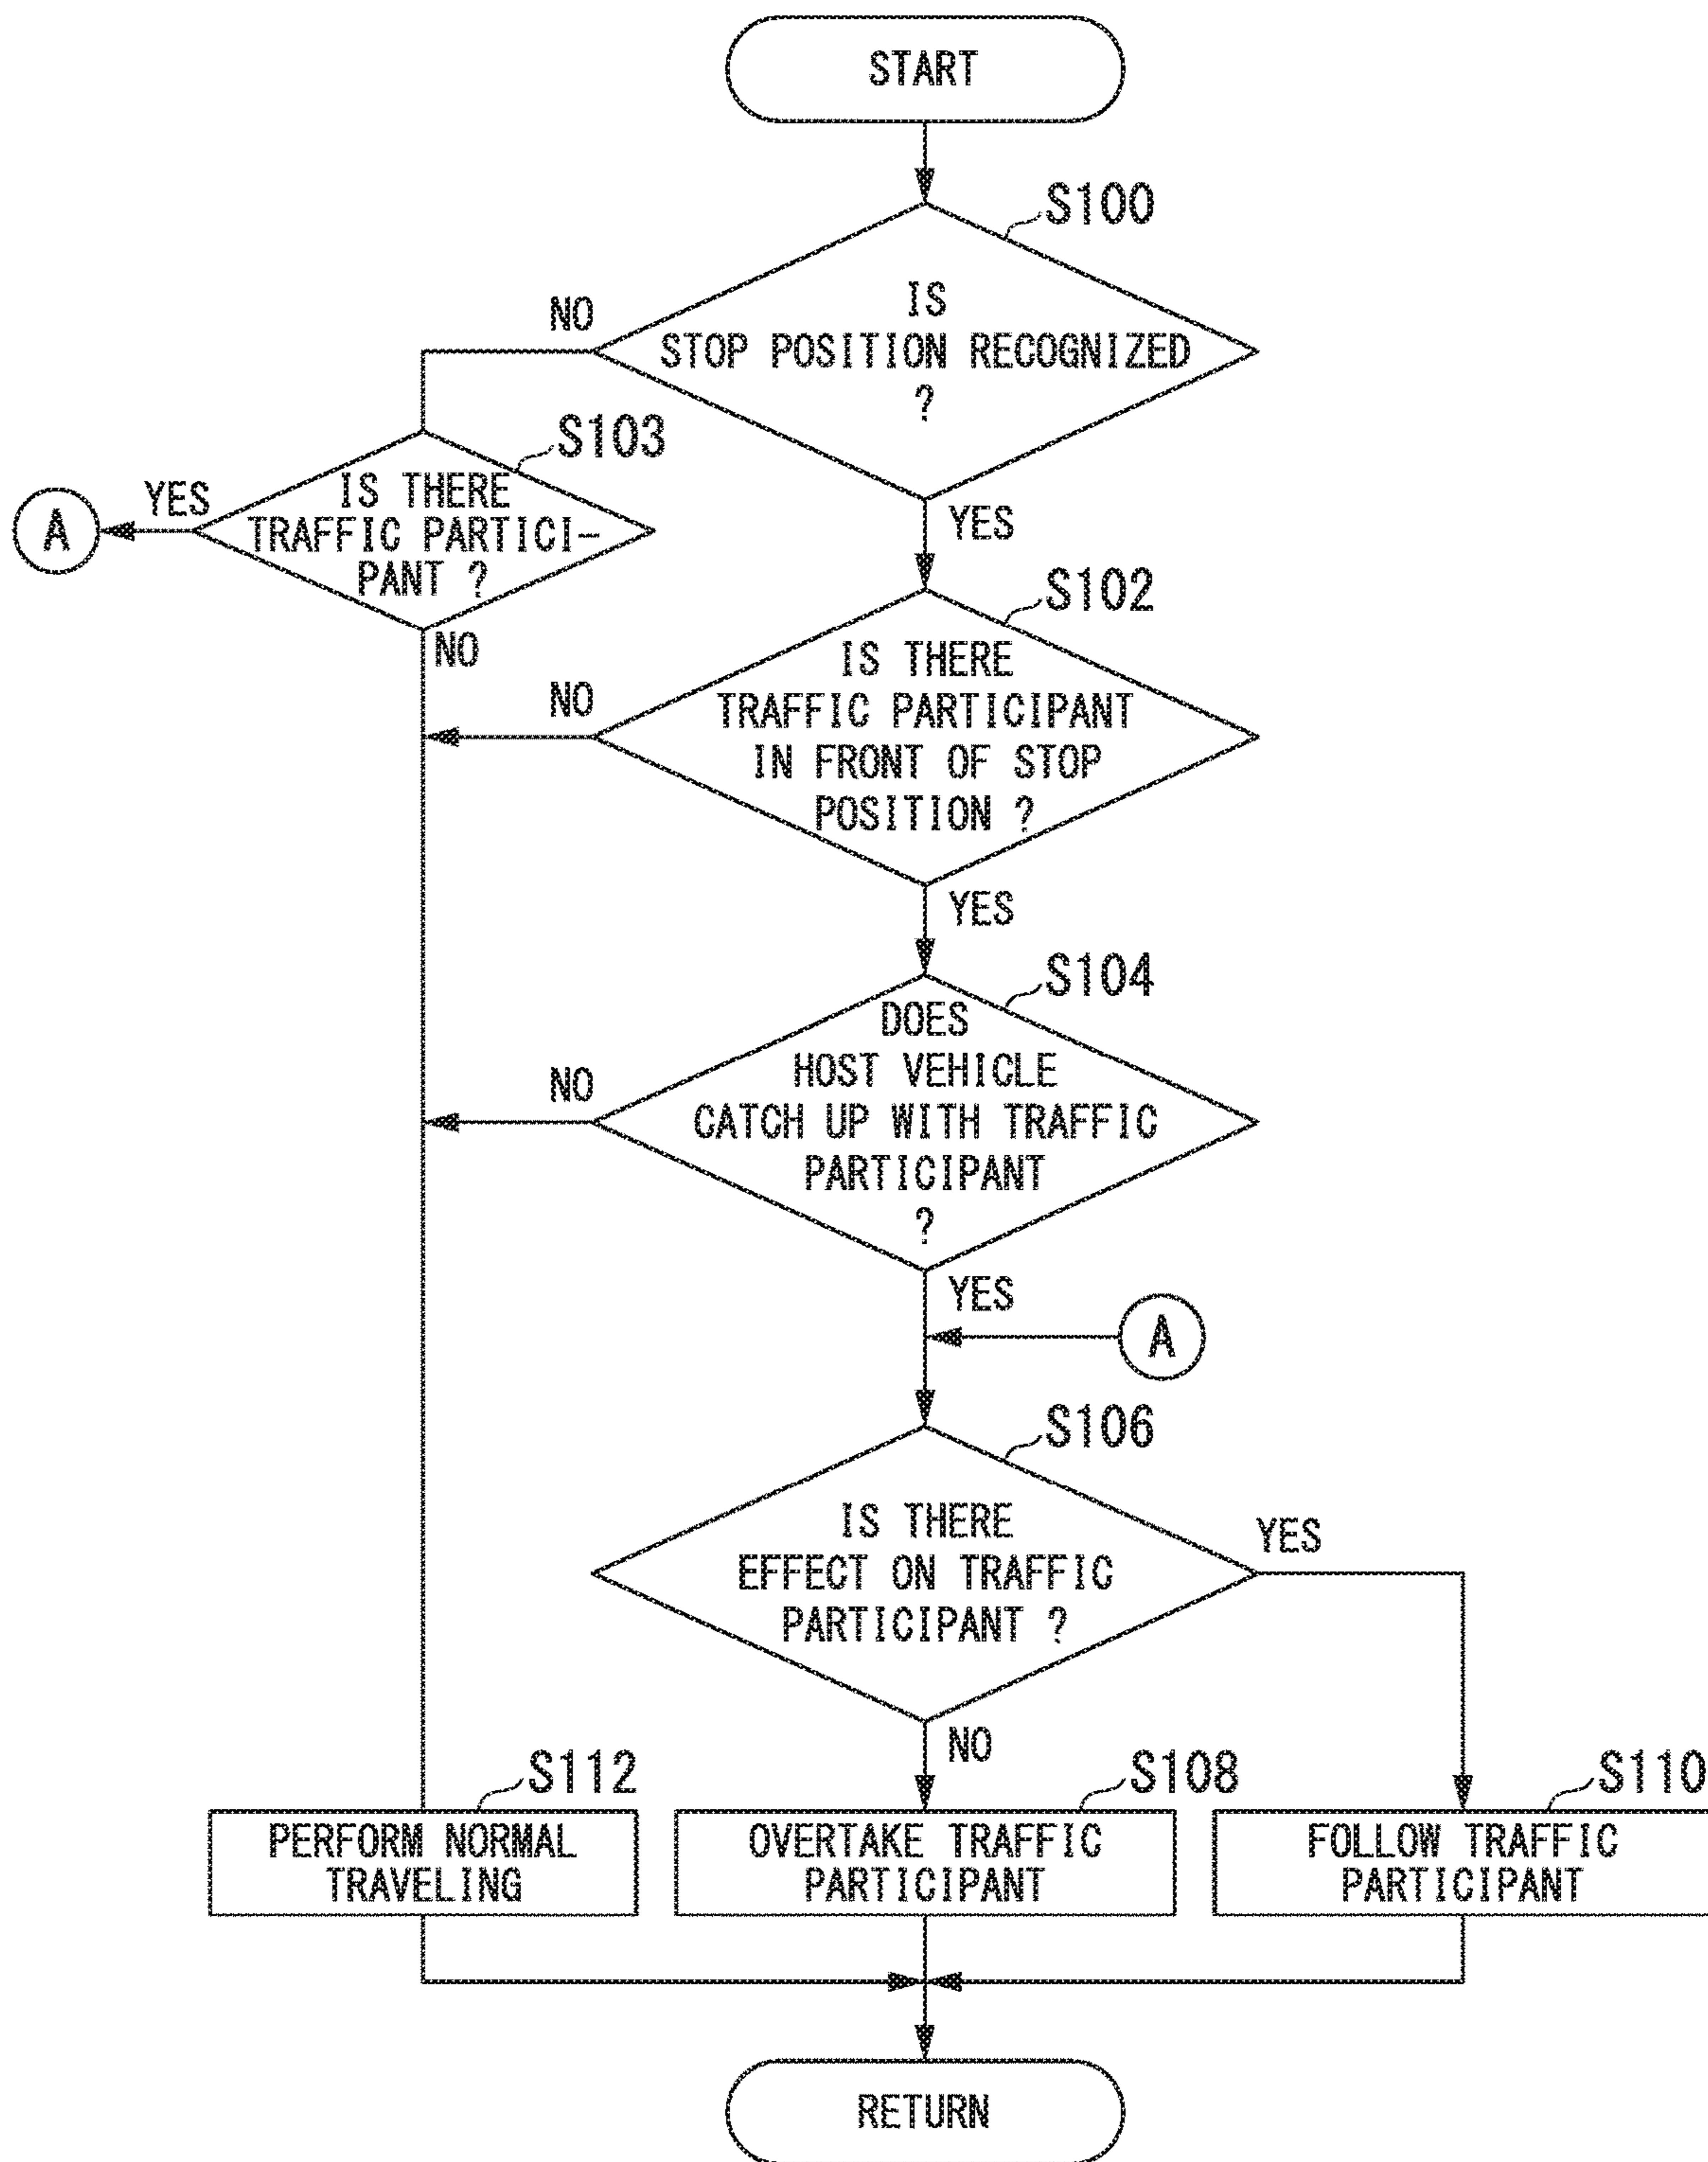 START
S100
NO
IS
STOP POSITION RECOGNIZED
?
S103
YES
IS THERE
TRAFFIC PARTICI-
PANT ?
A
YES
S102
NO
IS THERE
TRAFFIC PARTICIPANT
IN FRONT OF STOP
POSITION ?
NO
YES
S104
DOES
HOST VEHICLE
CATCH UP WITH TRAFFIC
PARTICIPANT
?
NO
YES
A
S106
IS THERE
EFFECT ON TRAFFIC
PARTICIPANT ?
YES
NO
S112
PERFORM NORMAL
TRAVELING
S108
OVERTAKE TRAFFIC
PARTICIPANT
S110
FOLLOW TRAFFIC
PARTICIPANT
RETURN